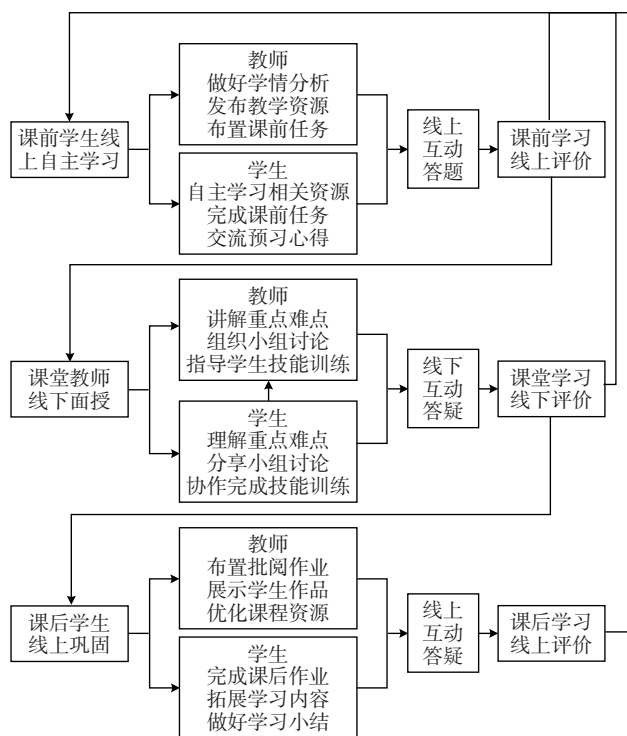 教师
做好学情分析
发布教学资源
布置课前任务
课前学生线
上自主学习
学生
自主学习相关资源
完成课前任务
交流预习心得
线上
互动
答题
课前学习
线上评价
教师
讲解重点难点
组织小组讨论
指导学生技能训练
课堂教师
线下面授
学生
理解重点难点
分享小组讨论
协作完成技能训练
线下
互动
答疑
课堂学习
线下评价
教师
布置批阅作业
展示学生作品
优化课程资源
课后学生
线上巩固
学生
完成课后作业
拓展学习内容
做好学习小结
线上
互动
答疑
课后学习
线上评价